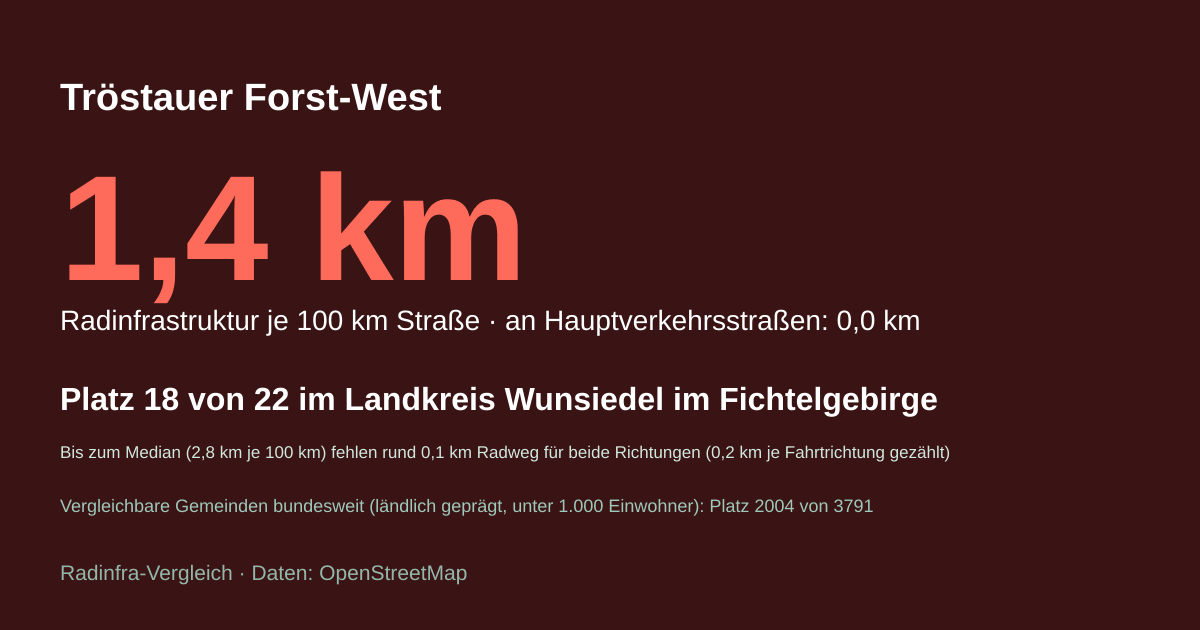 Tröstauer Forst-West
1,4 km
Radinfrastruktur je 100 km Straße · an Hauptverkehrsstraßen: 0,0 km
Platz 18 von 22 im Landkreis Wunsiedel im Fichtelgebirge
Bis zum Median (2,8 km je 100 km) fehlen rund 0,1 km Radweg für beide Richtungen (0,2 km je Fahrtrichtung gezählt)
Vergleichbare Gemeinden bundesweit (ländlich geprägt, unter 1.000 Einwohner): Platz 2004 von 3791
Radinfra-Vergleich · Daten: OpenStreetMap